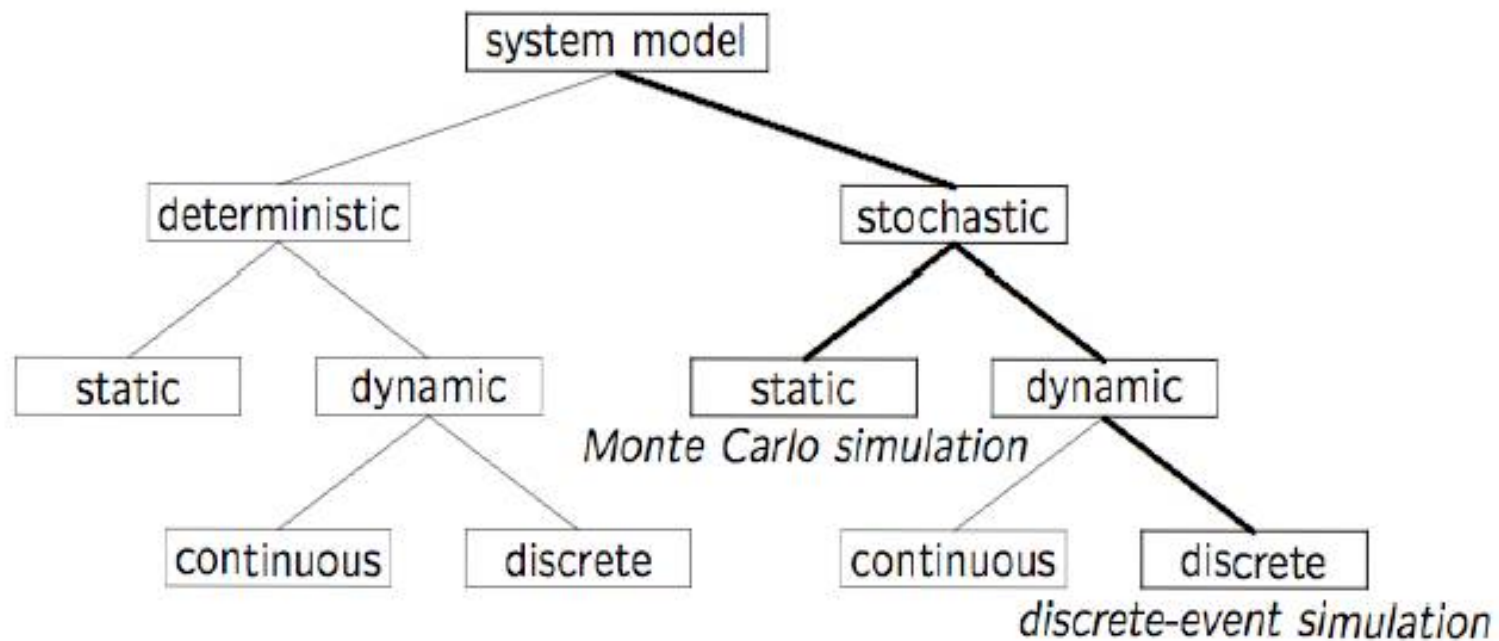 system model
deterministic
stochastic
static
dynamic
static
dynamic
Monte Carlo simulation
continuous
discrete
continuous
discrete
discrete-event simulation